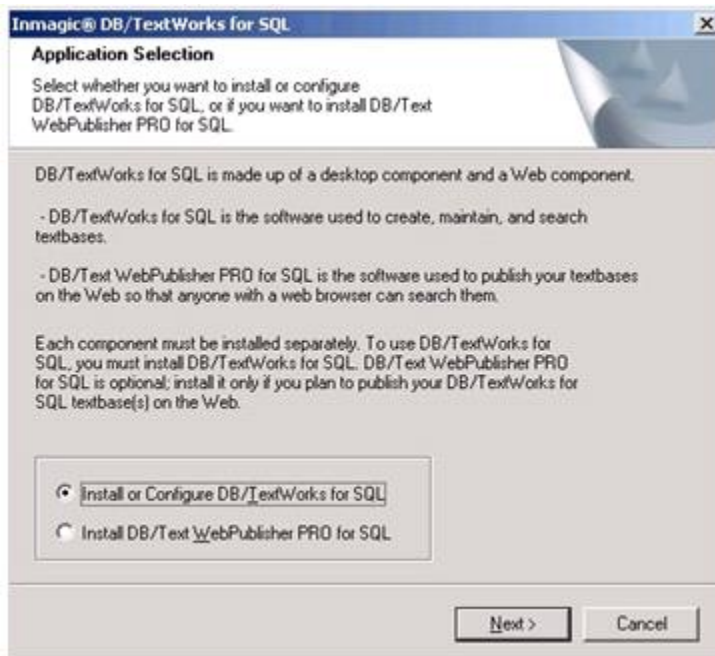 Inmagic® DB/TextWorks for SQL
Application Selection
Select whether you want to install or configure
DB/TextWorks for SQL, or if you want to install DB/Text
WebPublisher PRO for SQL.
DB/TextWorks for SQL is made up of a desktop component and a Web component.
- DB/TextWorks for SQL is the software used to create, maintain, and search
textbases.
- DB/Text WebPublisher PRO for SQL is the software used to publish your textbases
on the Web so that anyone with a web browser can search them.
Each component must be installed separately. To use DB/TextWorks for
SQL, you must install DB/TextWorks for SQL. DB/Text WebPublisher PRO
for SQL is optional; install it only if you plan to publish your DB/TextWorks for
SQL textbase(s) on the Web.
Install or Configure DB/TextWorks for SQL
Install DB/Text WebPublisher PRO for SQL
Next >
Cancel